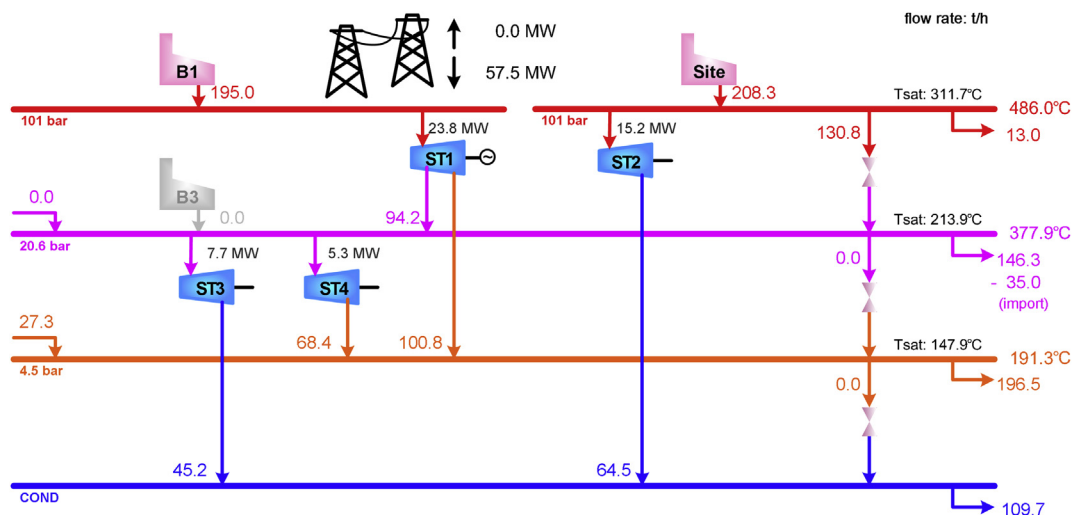 flow rate: t/h
0.0 MW
57.5 MW
B1
Site
195.0
208.3
Tsat: 311.7℃
486.0℃
101 bar
101 bar
13.0
23.8 MW
15.2 MW
130.8
ST1
~
ST2
B3
0.0
0.0
94.2
Tsat: 213.9℃
377.9℃
20.6 bar
7.7 MW
5.3 MW
0.0
146.3
- 35.0
(import)
ST3
ST4
27.3
68.4
100.8
Tsat: 147.9℃
191.3℃
4.5 bar
0.0
196.5
45.2
64.5
COND
109.7